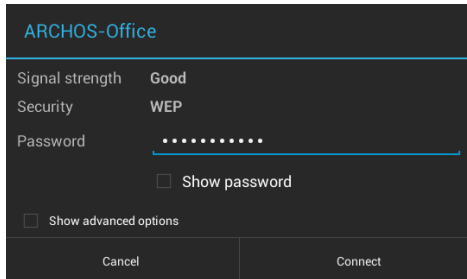 ARCHOS-Office
Signal strength Good
Security WEP
Password •••••••••••
Show password
Show advanced options
Cancel Connect